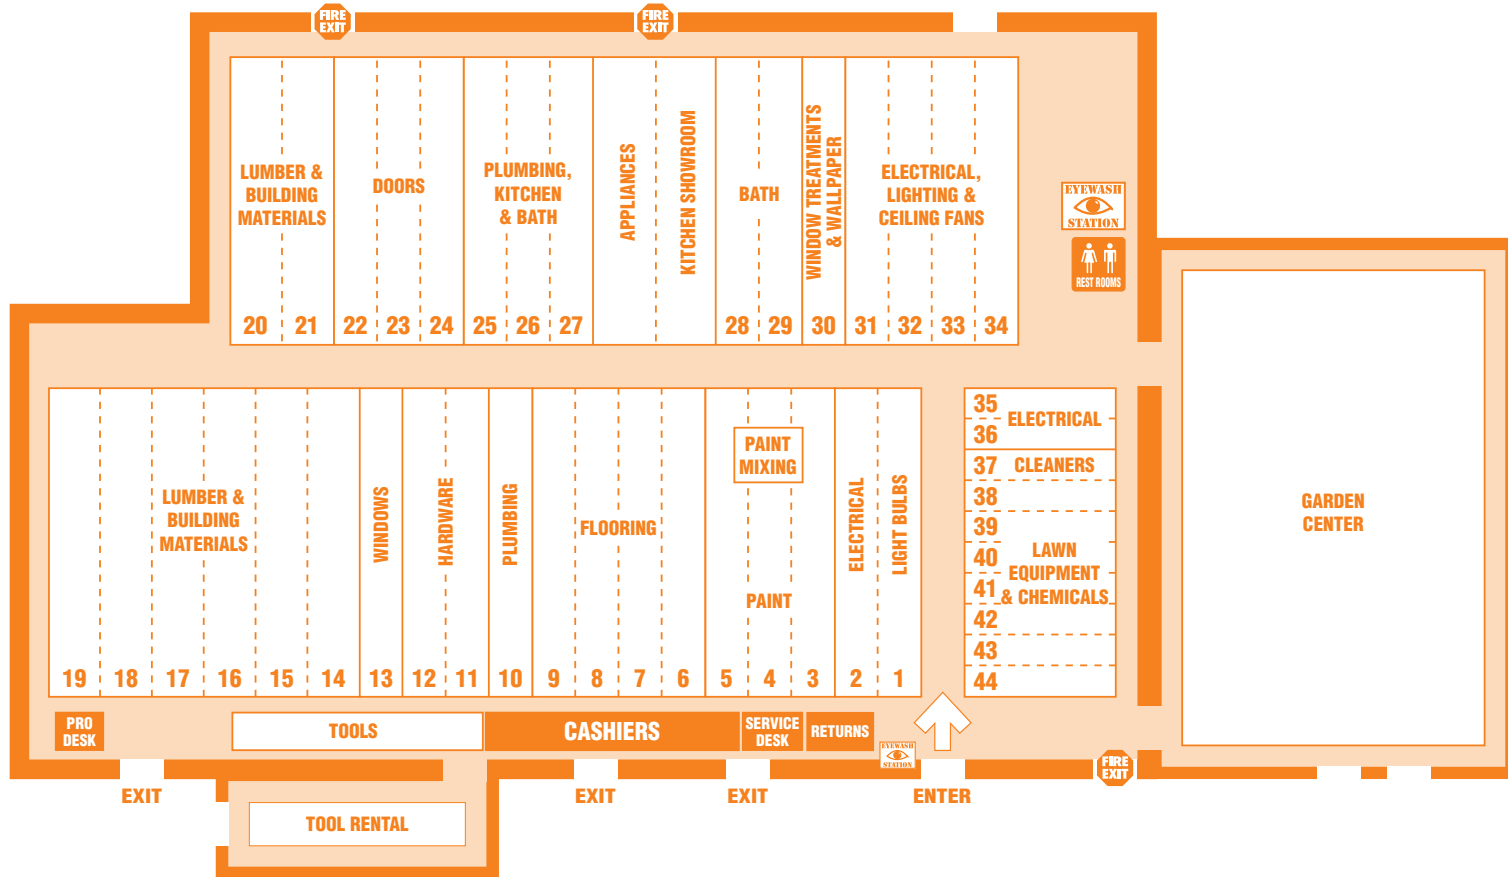 FIRE
EXIT
FIRE
EXIT
LUMBER &
BUILDING
MATERIALS
DOORS
PLUMBING,
KITCHEN
& BATH
APPLIANCES
KITCHEN SHOWROOM
BATH
WINDOW TREATMENTS
& WALLPAPER
ELECTRICAL,
LIGHTING &
CEILING FANS
EYEWASH
STATION
REST ROOMS
20 21 22 23 24 25 26 27 28 29 30 31 32 33 34
LUMBER &
BUILDING
MATERIALS
WINDOWS
HARDWARE
PLUMBING
FLOORING
PAINT
MIXING
PAINT
ELECTRICAL
LIGHT BULBS
19 18 17 16 15 14 13 12 11 10 9 8 7 6 5 4 3 2 1
35
ELECTRICAL
36
37 CLEANERS
38
39
40
LAWN
EQUIPMENT
& CHEMICALS
41
42
43
44
GARDEN
CENTER
PRO
DESK
TOOLS
CASHIERS
SERVICE
DESK
RETURNS
EYEWASH
STATION
FIRE
EXIT
EXIT
EXIT
EXIT
ENTER
TOOL RENTAL